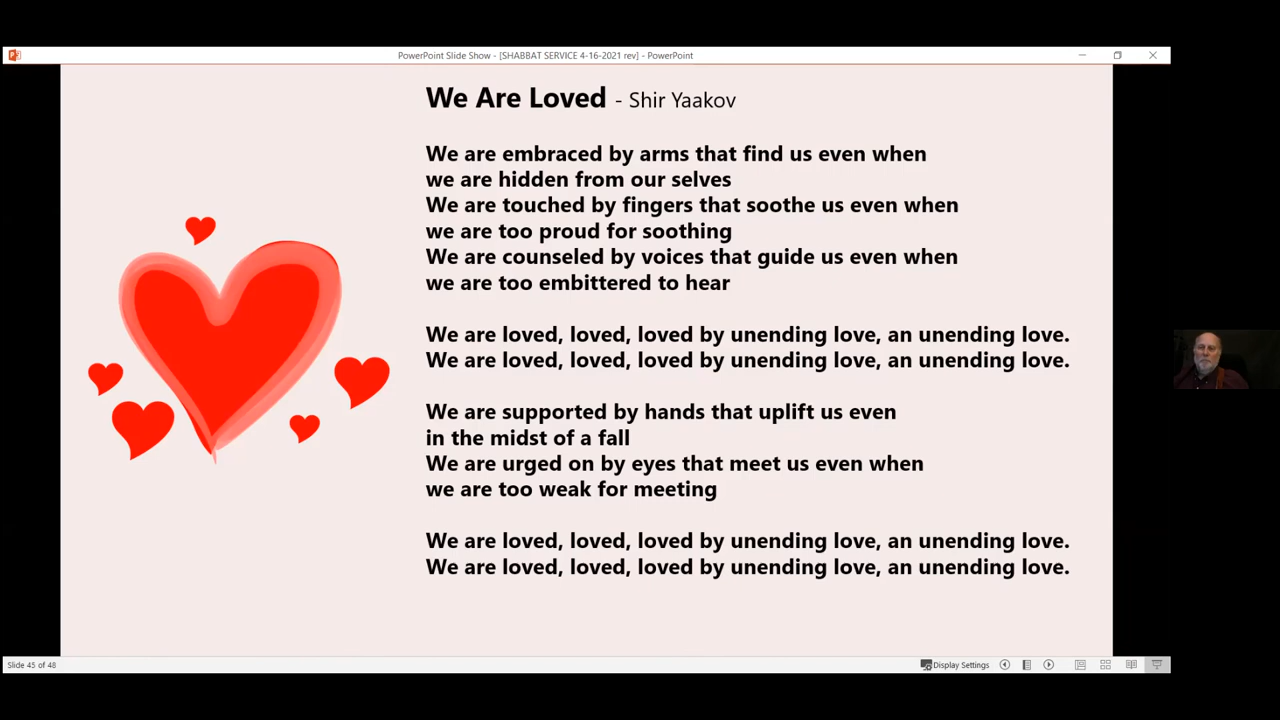 PowerPoint Slide Show - [SHABBAT SERVICE 4-16-2021 rev] - PowerPoint
We Are Loved - Shir Yaakov
We are embraced by arms that find us even when
we are hidden from our selves
We are touched by fingers that soothe us even when
we are too proud for soothing
We are counseled by voices that guide us even when
we are too embittered to hear
We are loved, loved, loved by unending love, an unending love.
We are loved, loved, loved by unending love, an unending love.
We are supported by hands that uplift us even
in the midst of a fall
We are urged on by eyes that meet us even when
we are too weak for meeting
We are loved, loved, loved by unending love, an unending love.
We are loved, loved, loved by unending love, an unending love.
Slide 45 of 48
Display Settings